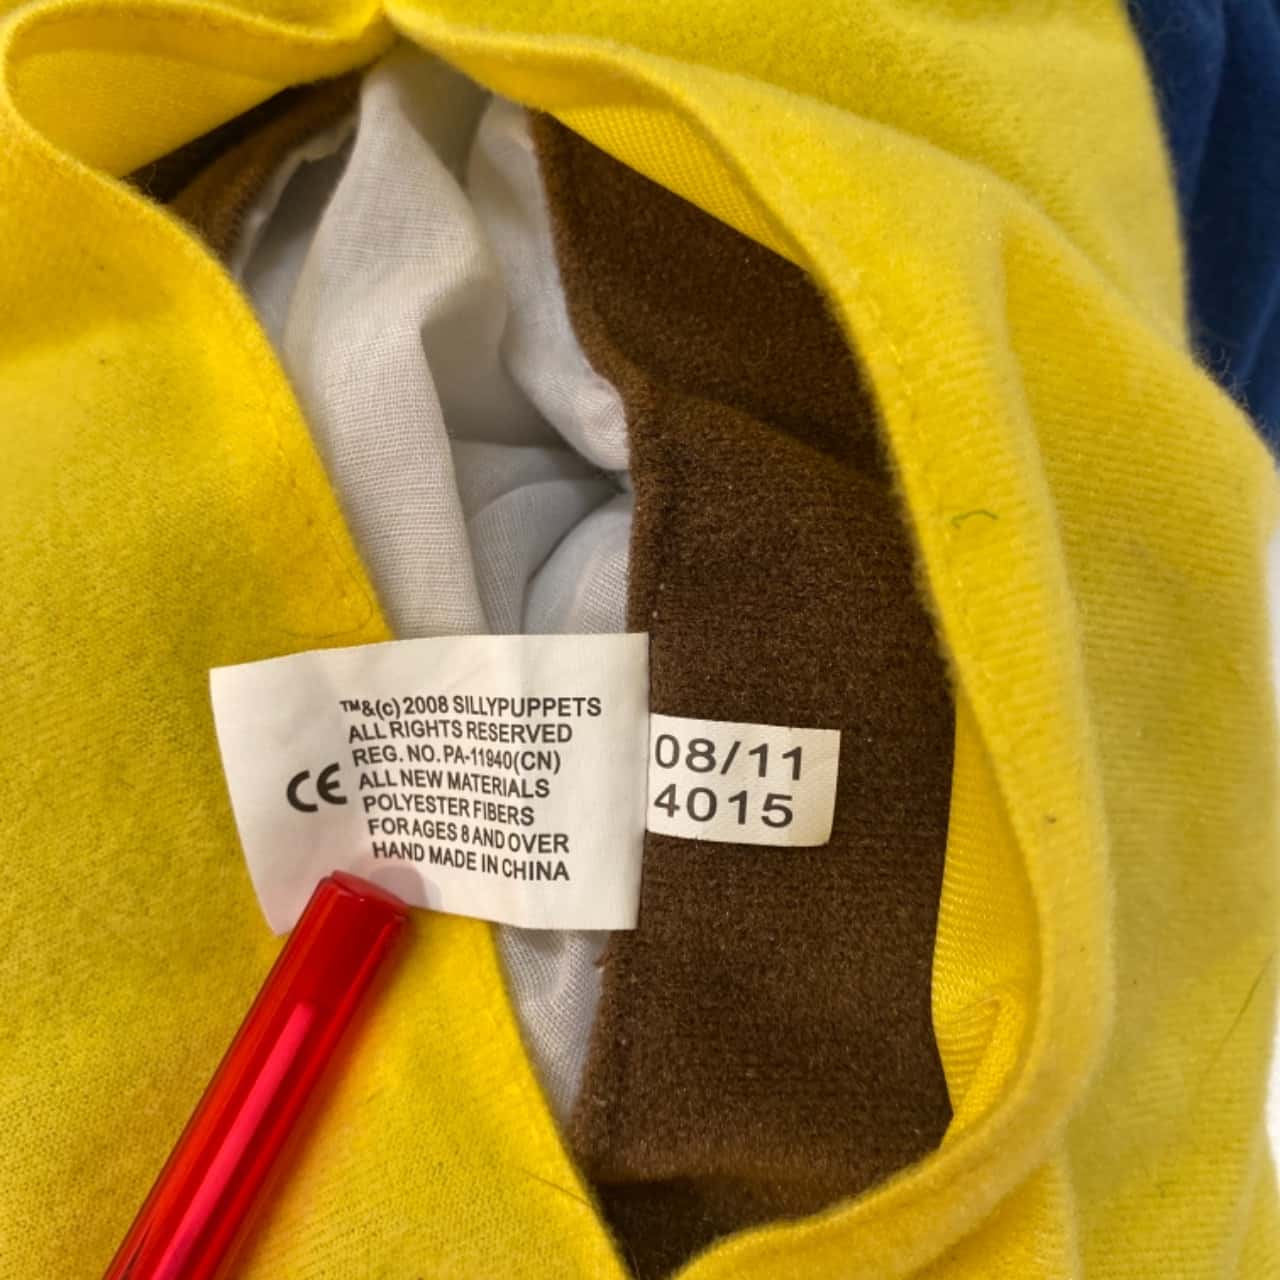 ™&(c) 2008 SILLYPUPPETS
ALL RIGHTS RESERVED
REG. NO. PA-11940(CN)
CE ALL NEW MATERIALS
POLYESTER FIBERS
FOR AGES 8 AND OVER
HAND MADE IN CHINA
08/11
4015